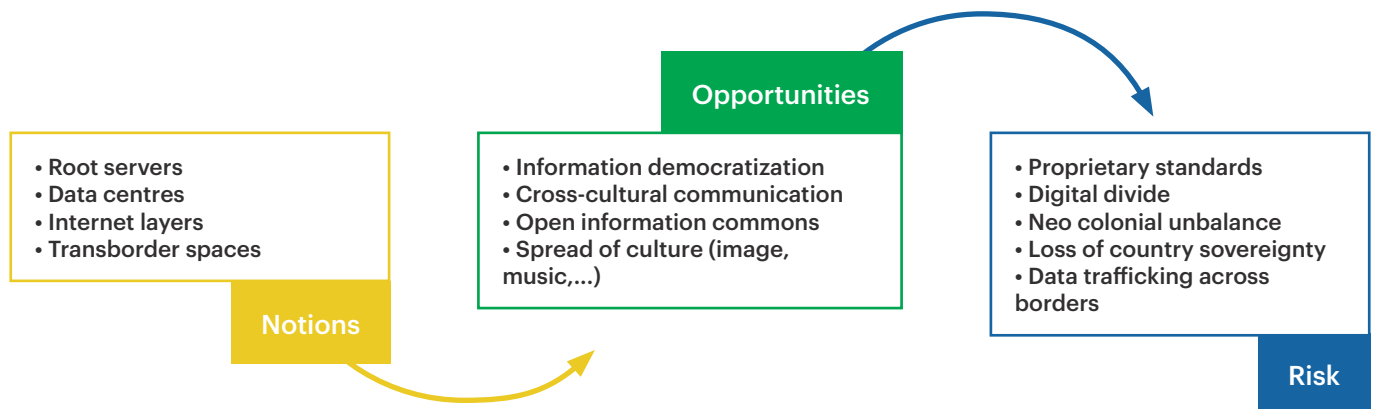 • Root servers
• Data centres
• Internet layers
• Transborder spaces
Notions
Opportunities
• Information democratization
• Cross-cultural communication
• Open information commons
• Spread of culture (image,
music,...)
• Proprietary standards
• Digital divide
• Neo colonial unbalance
• Loss of country sovereignty
• Data trafficking across
borders
Risk